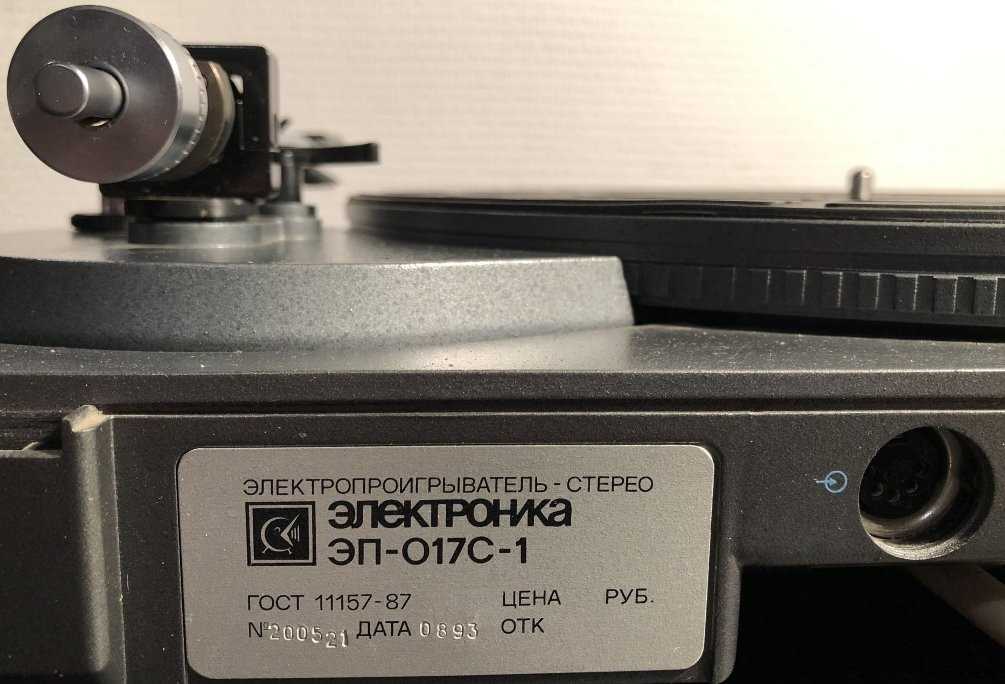 ЭЛЕКТРОПРОИГРЫВАТЕЛЬ - СТЕРЕО
ЭЛЕКТРОНИКА
ЭП-017С-1
ГОСТ 11157-87 ЦЕНА РУБ.
№200521 ДАТА 0893 ОТК